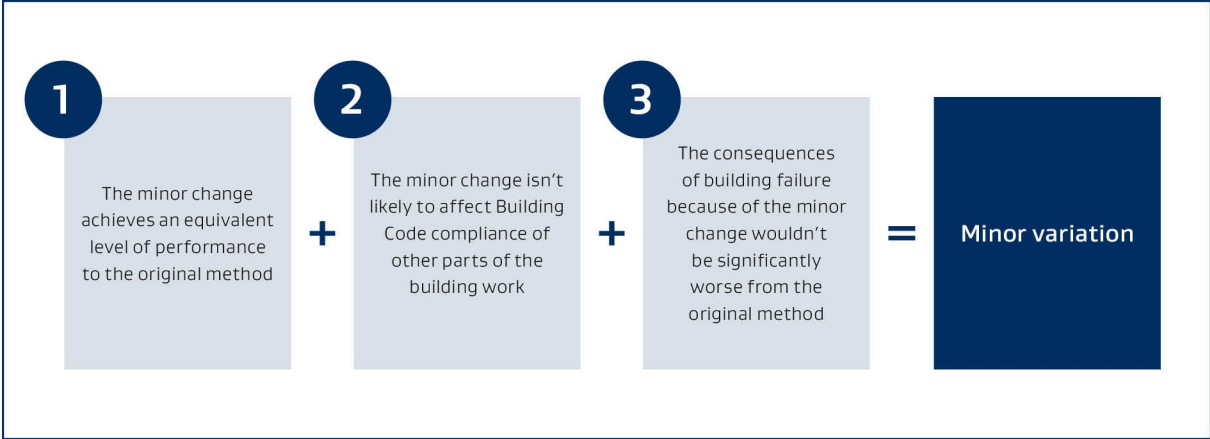 1
The minor change
achieves an equivalent
level of performance
to the original method
+
2
The minor change isn't
likely to affect Building
Code compliance of
other parts of the
building work
+
3
The consequences
of building failure
because of the minor
change wouldn't
be significantly
worse from the
original method
=
Minor variation